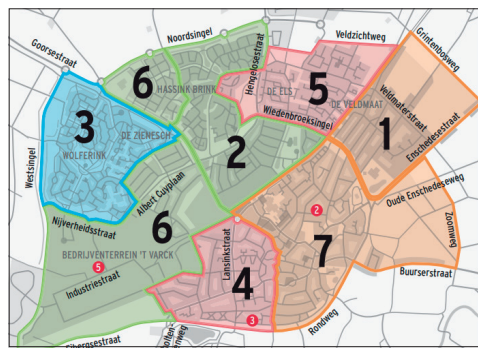 Noordsingel
Veldzichtweg
Grintenbosweg
Goorsestraat
Hengelosestraat
6
HASSINK BRINK
DE ELS
5
DE VELDMAAT
Veldmaterstraat
Enschedesestraat
1
Wiedenbroeksingel
3
DE ZIENESCH
WOLFERINK
2
Westsingel
Albert Cuyplaan
Oude Enschedeseweg
2
Nijverheidsstraat
6
7
Zoomweg
BEDRIJVENTERREIN 'T VARCK
5
Lansinkstraat
4
Buurserstraat
Industriestraat
3
Rondweg